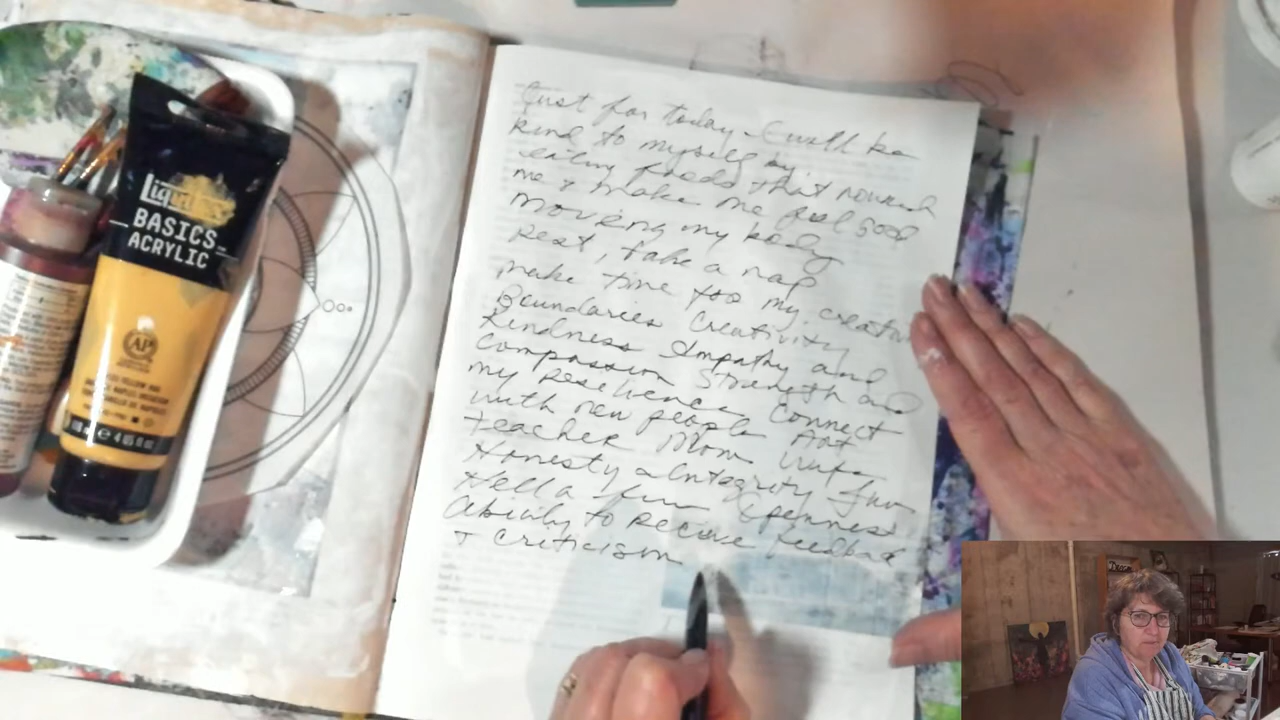 Just for today I will be
kind to myself by
eating foods that nourish
me + make me feel good
moving my body
rest, take a nap
make time for my creative
Boundaries Creativity
Kindness Empathy and
Compassion Strength and
my resilience Connect
with new people Art
Teacher Mom Wife
Honesty Integrity fun
Hella fun Openness
Ability to receive feedback
+ Criticism
Liquitex
BASICS
ACRYLIC
AP